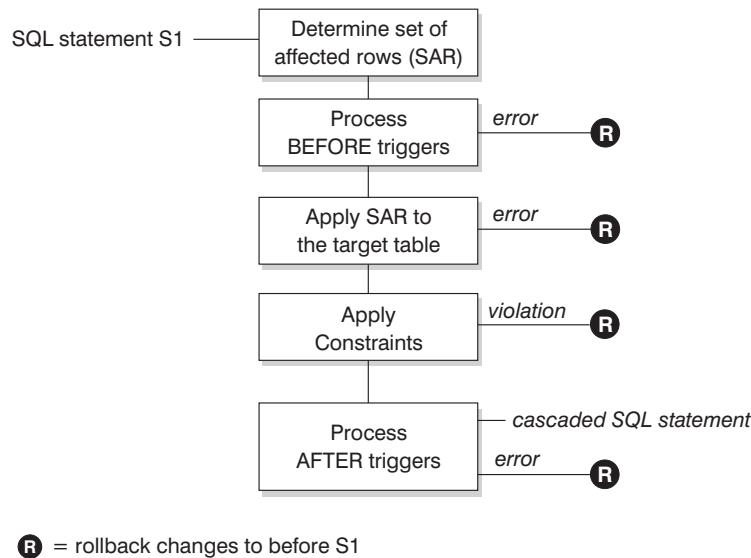 SQL statement S1
Determine set of
affected rows (SAR)
Process
BEFORE triggers
error
R
Apply SAR to
the target table
error
R
Apply
Constraints
violation
R
Process
AFTER triggers
cascaded SQL statement
error
R
R = rollback changes to before S1